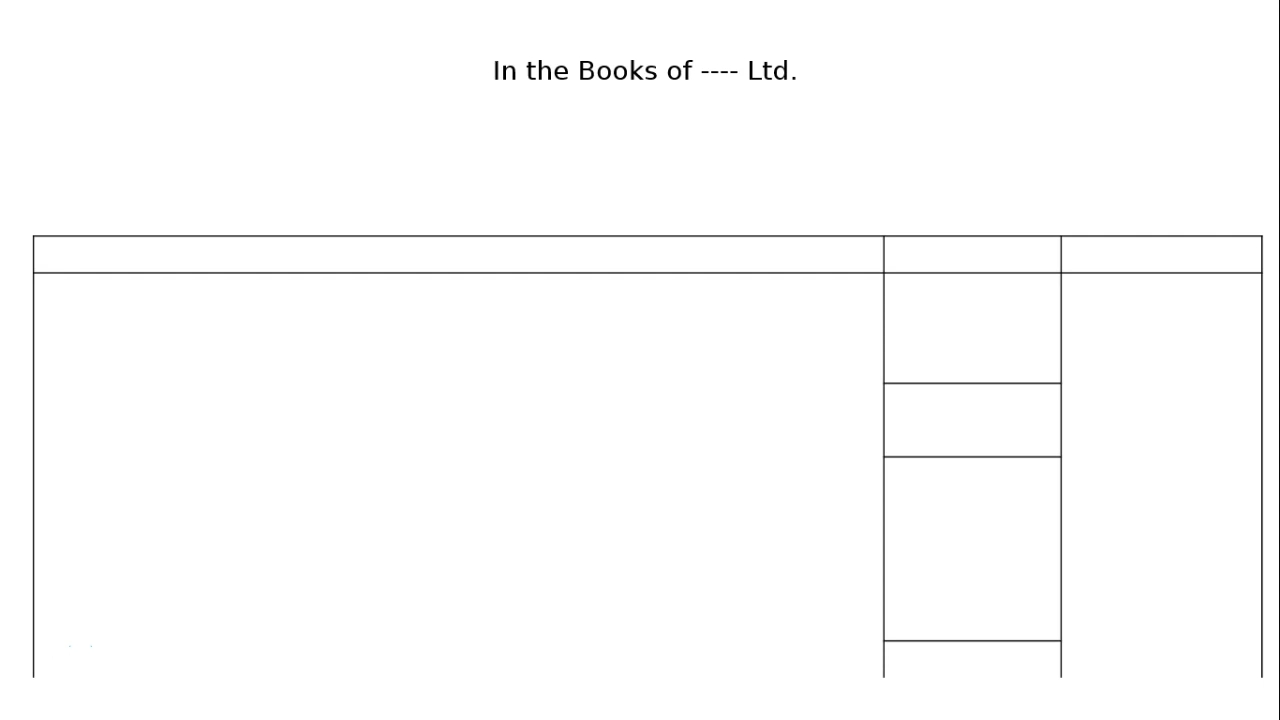 In the Books of ---- Ltd.